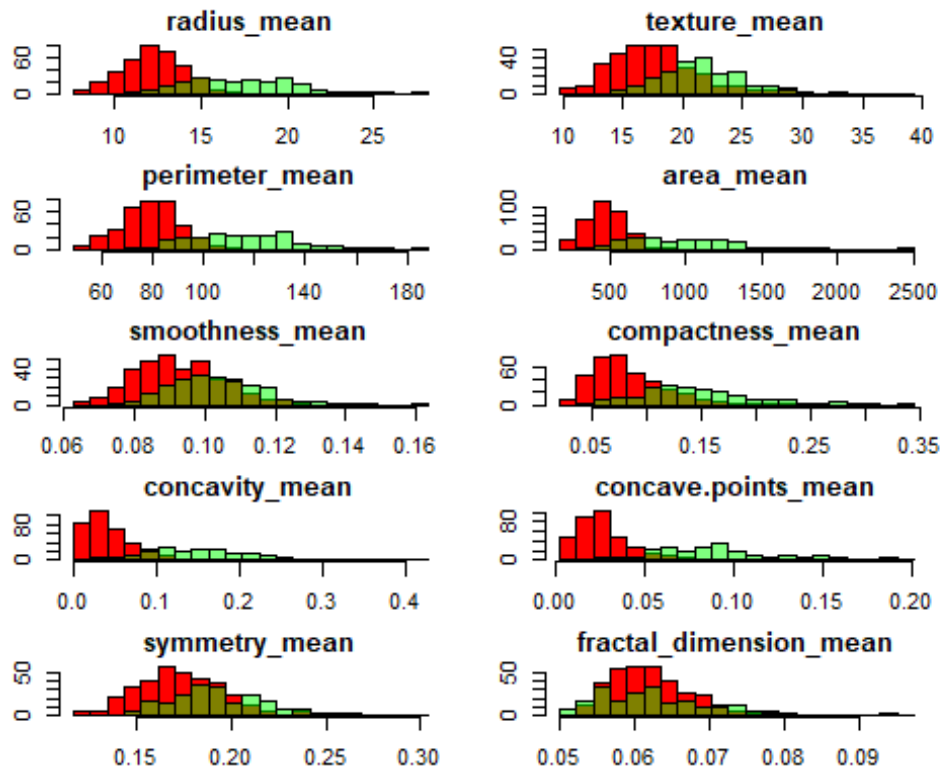 radius_mean
0 60
10 15 20 25
texture_mean
0 40
10 15 20 25 30 35 40
perimeter_mean
0 60
60 80 100 140 180
area_mean
0 100
500 1000 1500 2000 2500
smoothness_mean
0 40
0.06 0.08 0.10 0.12 0.14 0.16
compactness_mean
0 60
0.05 0.15 0.25 0.35
concavity_mean
0 80
0.0 0.1 0.2 0.3 0.4
concave.points_mean
0 80
0.00 0.05 0.10 0.15 0.20
symmetry_mean
0 50
0.15 0.20 0.25 0.30
fractal_dimension_mean
0 50
0.05 0.06 0.07 0.08 0.09